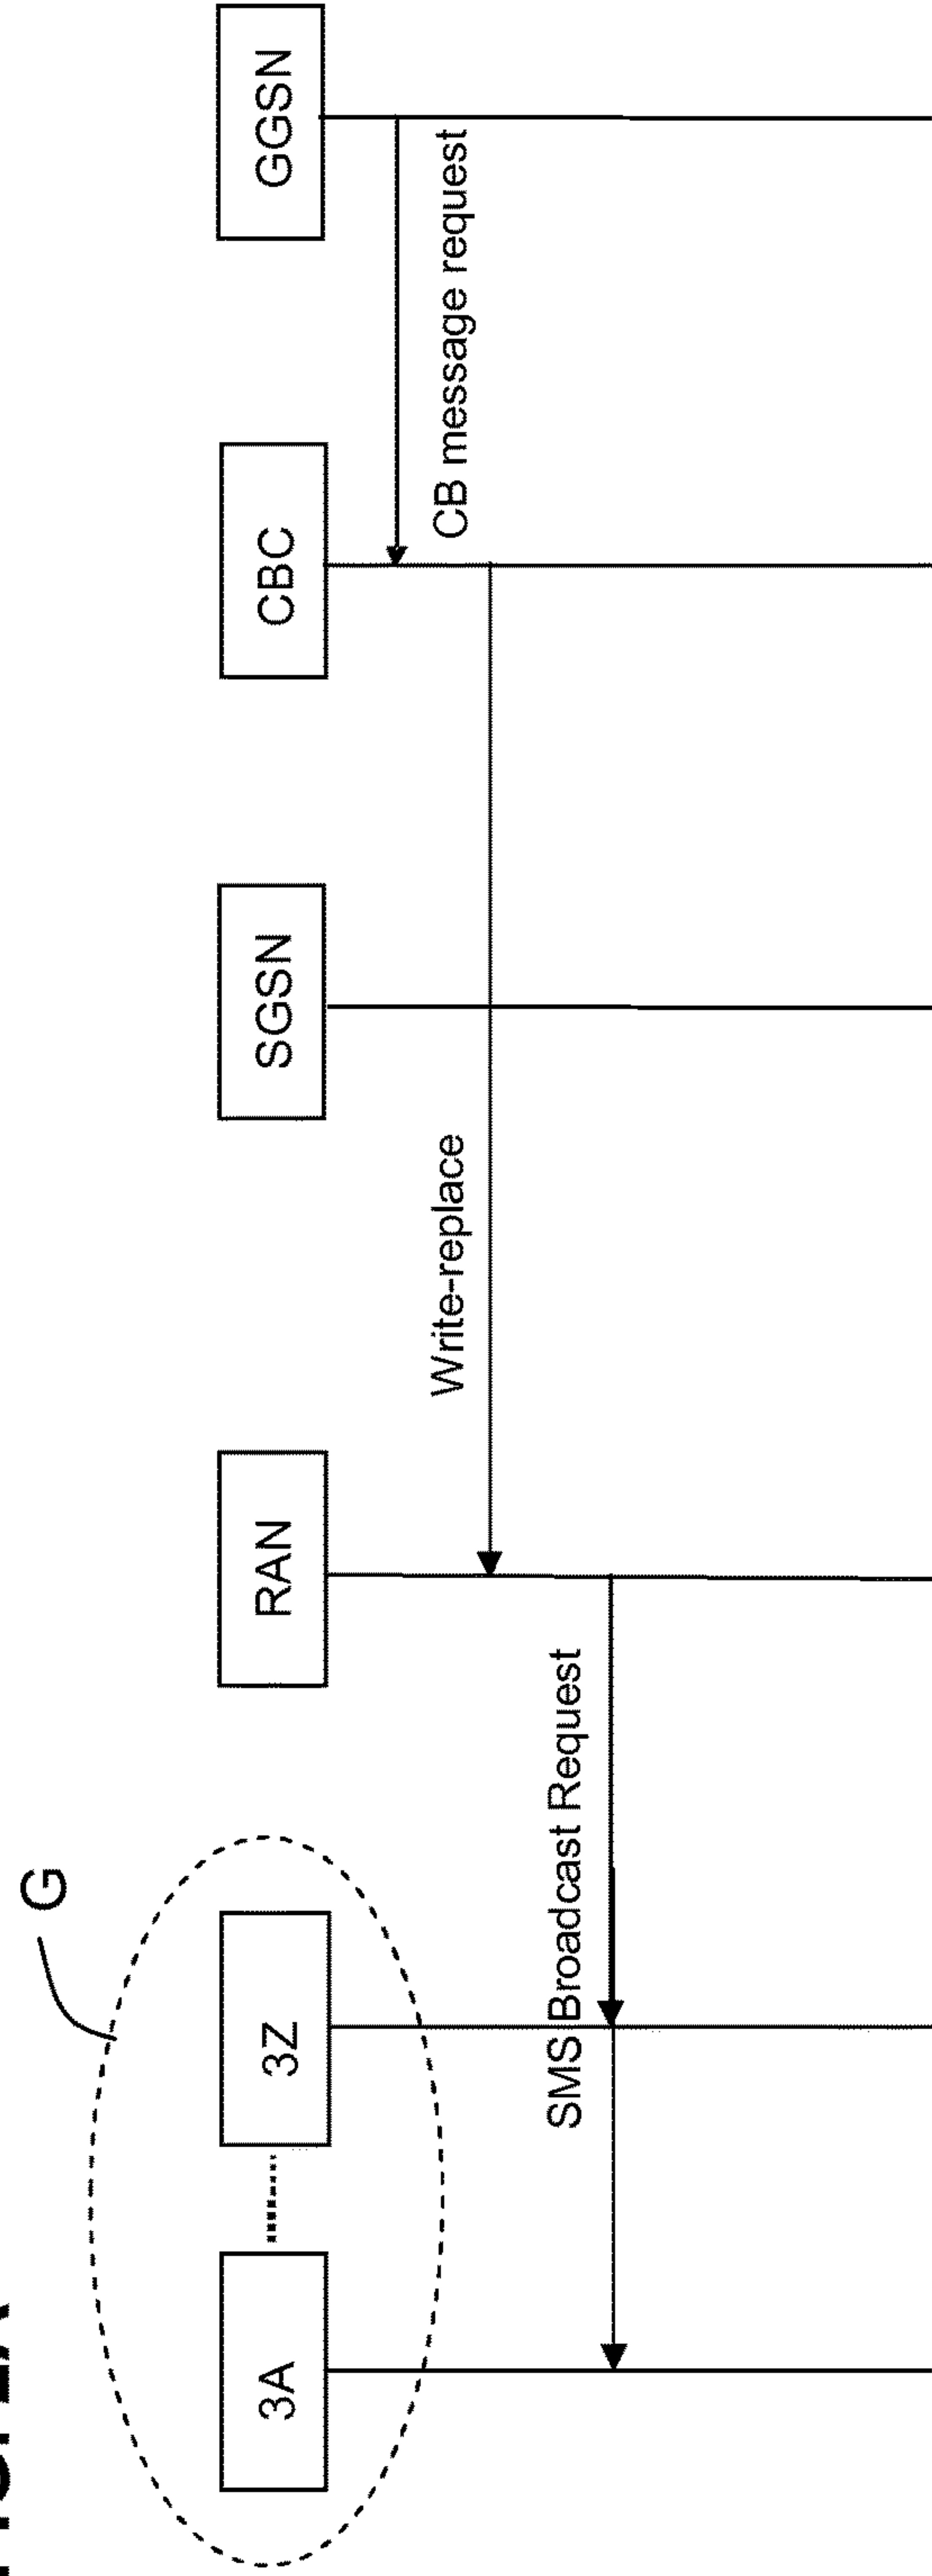 G
3A
3Z
RAN
SGSN
CBC
GGSN
CB message request
Write-replace
SMS Broadcast Request